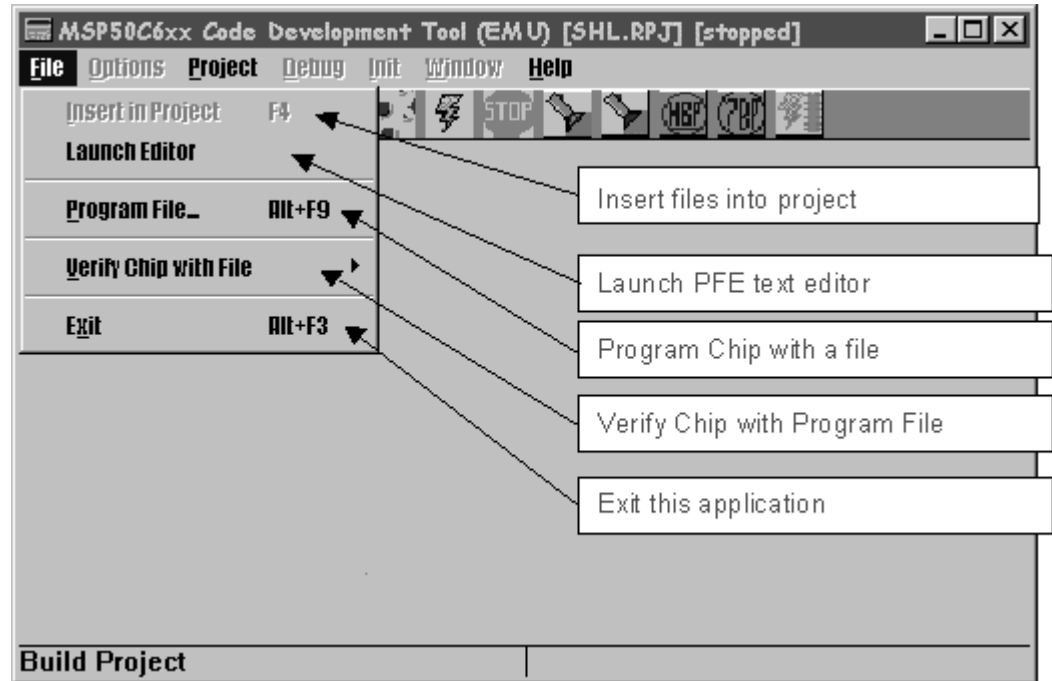 MSP50C6xx Code Development Tool (EMU) [SHL.RPJ] [stopped]
File Options Project Debug Init Window Help
Insert in Project F4
Launch Editor
Program File... Alt+F9
Verify Chip with File
Exit Alt+F3
STOP
Insert files into project
Launch PFE text editor
Program Chip with a file
Verify Chip with Program File
Exit this application
Build Project